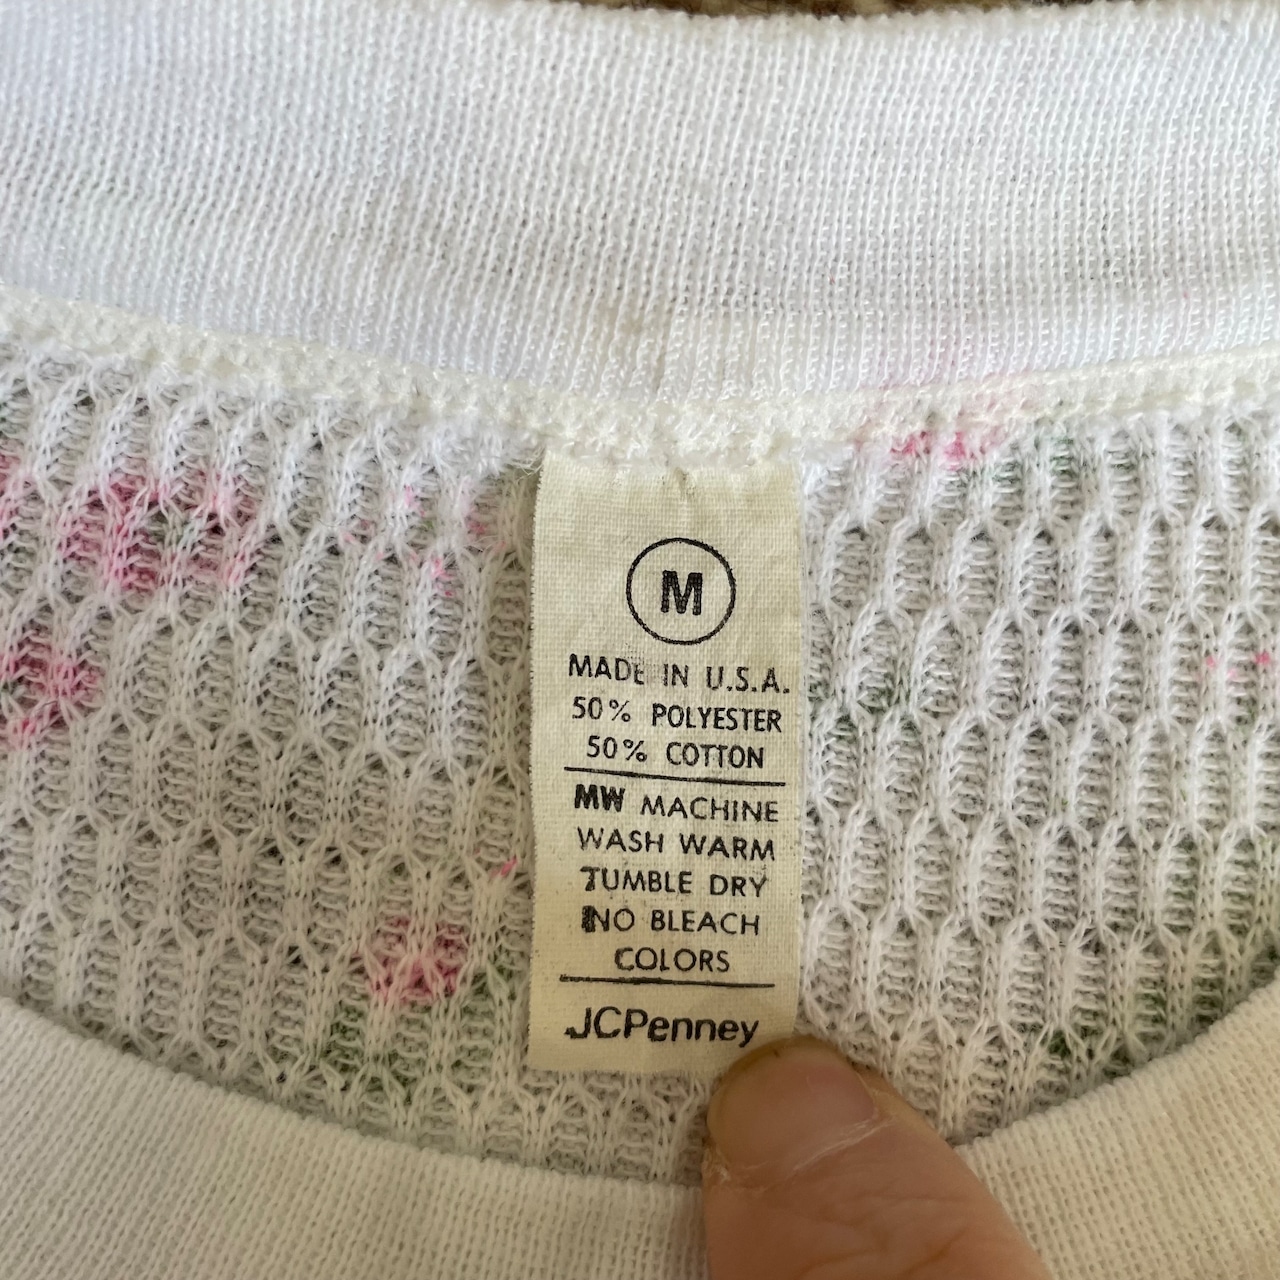 M
MADE IN U.S.A.
50% POLYESTER
50% COTTON
MW MACHINE
WASH WARM
TUMBLE DRY
NO BLEACH
COLORS
JCPenney